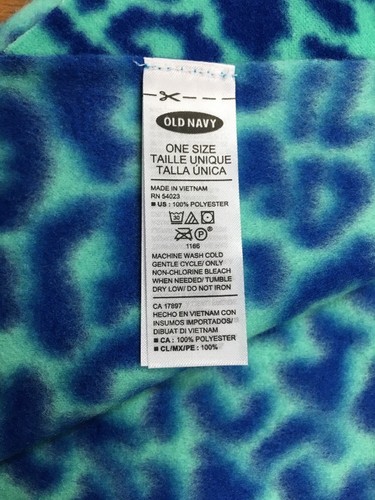 OLD NAVY
ONE SIZE
TAILLE UNIQUE
TALLA ÚNICA
MADE IN VIETNAM
RN 54023
■ US : 100% POLYESTER
30
P
1166
MACHINE WASH COLD
GENTLE CYCLE/ ONLY
NON-CHLORINE BLEACH
WHEN NEEDED/ TUMBLE
DRY LOW/ DO NOT IRON
CA 17897
HECHO EN VIETNAM CON
INSUMOS IMPORTADOS/
DIBUAT DI VIETNAM
■ CA : 100% POLYESTER
■ CL/MX/PE : 100%